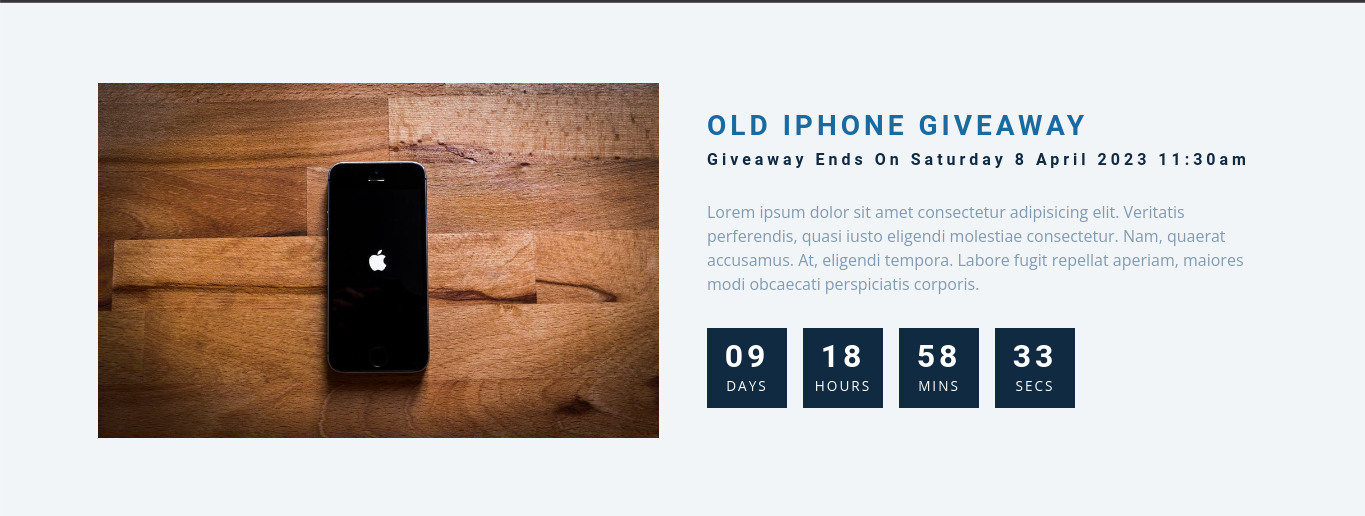 OLD IPHONE GIVEAWAY
Giveaway Ends On Saturday 8 April 2023 11:30am
Lorem ipsum dolor sit amet consectetur adipisicing elit. Veritatis
perferendis, quasi iusto eligendi molestiae consectetur. Nam, quaerat
accusamus. At, eligendi tempora. Labore fugit repellat aperiam, maiores
modi obcaecati perspiciatis corporis.
09 18 58 33
DAYS HOURS MINS SECS